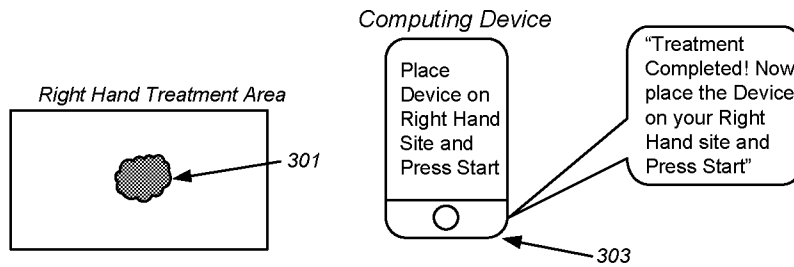 Computing Device
Right Hand Treatment Area
301
Place
Device on
Right Hand
Site and
Press Start
“Treatment
Completed! Now
place the Device
on your Right
Hand site and
Press Start”
303